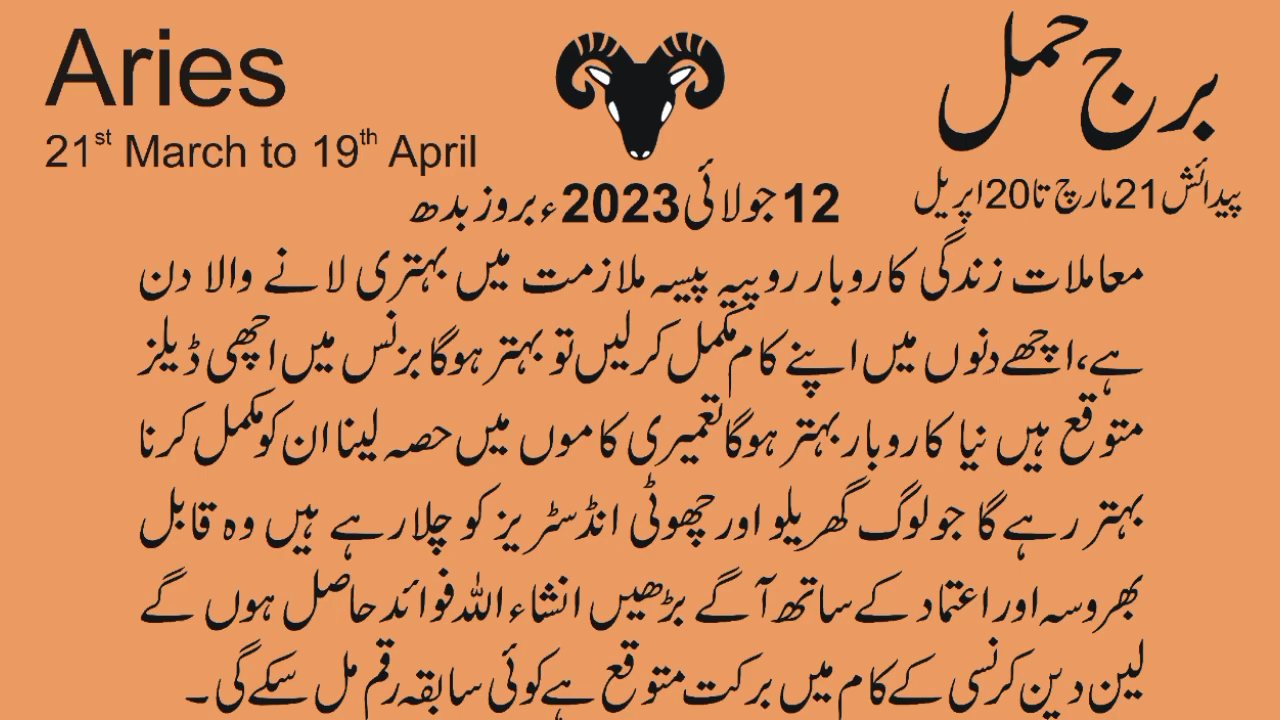 Aries
برج حمل
21st March to 19th April
پیدائش 21 مارچ تا 20 اپریل
12 جولائی 2023ء بروز بدھ
معاملات زندگی کاروبار روپیہ پیسہ ملازمت میں بہتری لانے والا دن
ہے، اچھے دنوں میں اپنے کام مکمل کرلیں تو بہتر ہوگا بزنس میں اچھی ڈیلز
متوقع ہیں نیا کاروبار بہتر ہوگا تعمیری کاموں میں حصہ لینا ان کو مکمل کرنا
بہتر رہے گا جو لوگ گھریلو اور چھوٹی انڈسٹریز کو چلا رہے ہیں وہ قابل
بھروسہ اور اعتماد کے ساتھ آگے بڑھیں انشاء اللہ فوائد حاصل ہوں گے
لین دین کرنسی کے کام میں برکت متوقع ہے کوئی سابقہ رقم مل سکے گی۔